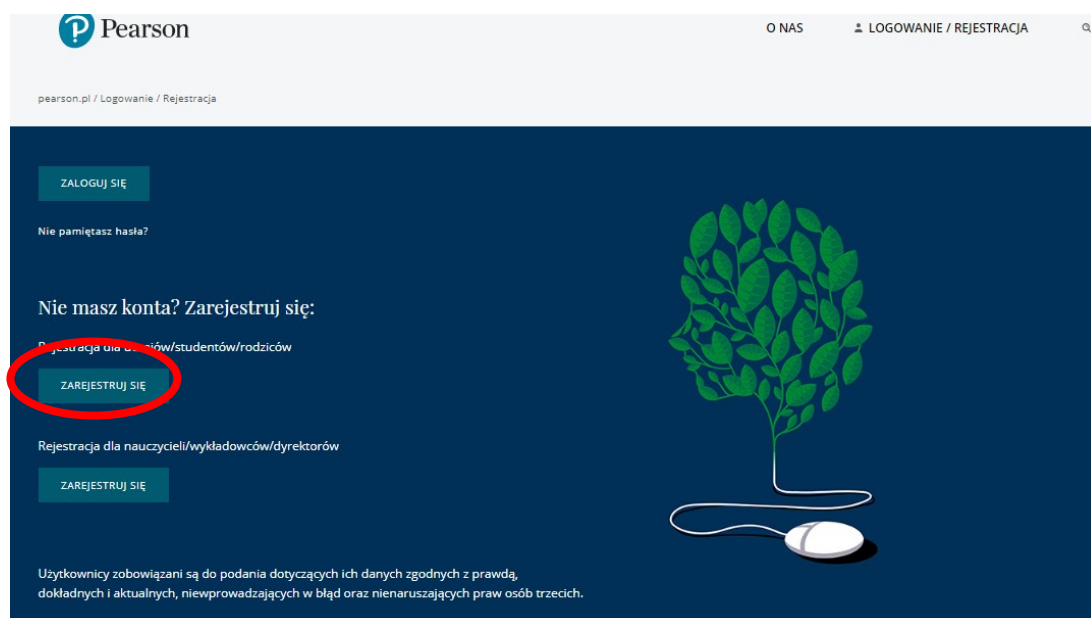 Pearson
O NAS
LOGOWANIE / REJESTRACJA
pearson.pl / Logowanie / Rejestracja
ZALOGUJ SIĘ
Nie pamiętasz hasła?
Nie masz konta? Zarejestruj się:
Rejestracja dla uczniów/studentów/rodziców
ZAREJESTRUJ SIĘ
Rejestracja dla nauczycieli/wykładowców/dyrektorów
ZAREJESTRUJ SIĘ
Użytkownicy zobowiązani są do podania dotyczących ich danych zgodnych z prawdą,
dokładnych i aktualnych, niewprowadzających w błąd oraz nienaruszających praw osób trzecich.